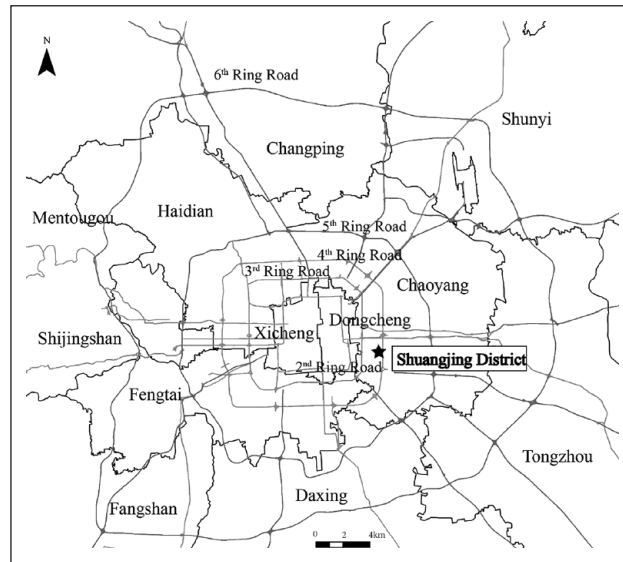 N
6th Ring Road
Shunyi
Changping
Haidian
Mentougou
5th Ring Road
4th Ring Road
3rd Ring Road
Chaoyang
Dongcheng
Xicheng
Shijingshan
Shuangjing District
2nd Ring Road
Fengtai
Tongzhou
Daxing
Fangshan
0 2 4km